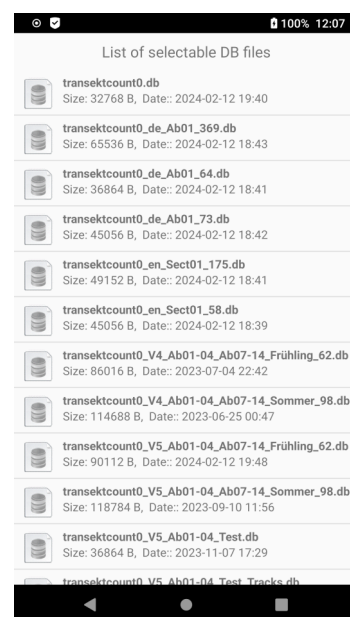 100% 12:07
List of selectable DB files
transektcount0.db
Size: 32768 B, Date:: 2024-02-12 19:40
transektcount0_de_Ab01_369.db
Size: 65536 B, Date:: 2024-02-12 18:43
transektcount0_de_Ab01_64.db
Size: 36864 B, Date:: 2024-02-12 18:41
transektcount0_de_Ab01_73.db
Size: 45056 B, Date:: 2024-02-12 18:42
transektcount0_en_Sect01_175.db
Size: 49152 B, Date:: 2024-02-12 18:41
transektcount0_en_Sect01_58.db
Size: 45056 B, Date:: 2024-02-12 18:39
transektcount0_V4_Ab01-04_Ab07-14_Frühling_62.db
Size: 86016 B, Date:: 2023-07-04 22:42
transektcount0_V4_Ab01-04_Ab07-14_Sommer_98.db
Size: 114688 B, Date:: 2023-06-25 00:47
transektcount0_V5_Ab01-04_Ab07-14_Frühling_62.db
Size: 90112 B, Date:: 2024-02-12 19:48
transektcount0_V5_Ab01-04_Ab07-14_Sommer_98.db
Size: 118784 B, Date:: 2023-09-10 11:56
transektcount0_V5_Ab01-04_Test.db
Size: 36864 B, Date:: 2023-11-07 17:29
transektcount0_V5_Ab01-04_Test_Tracks.db